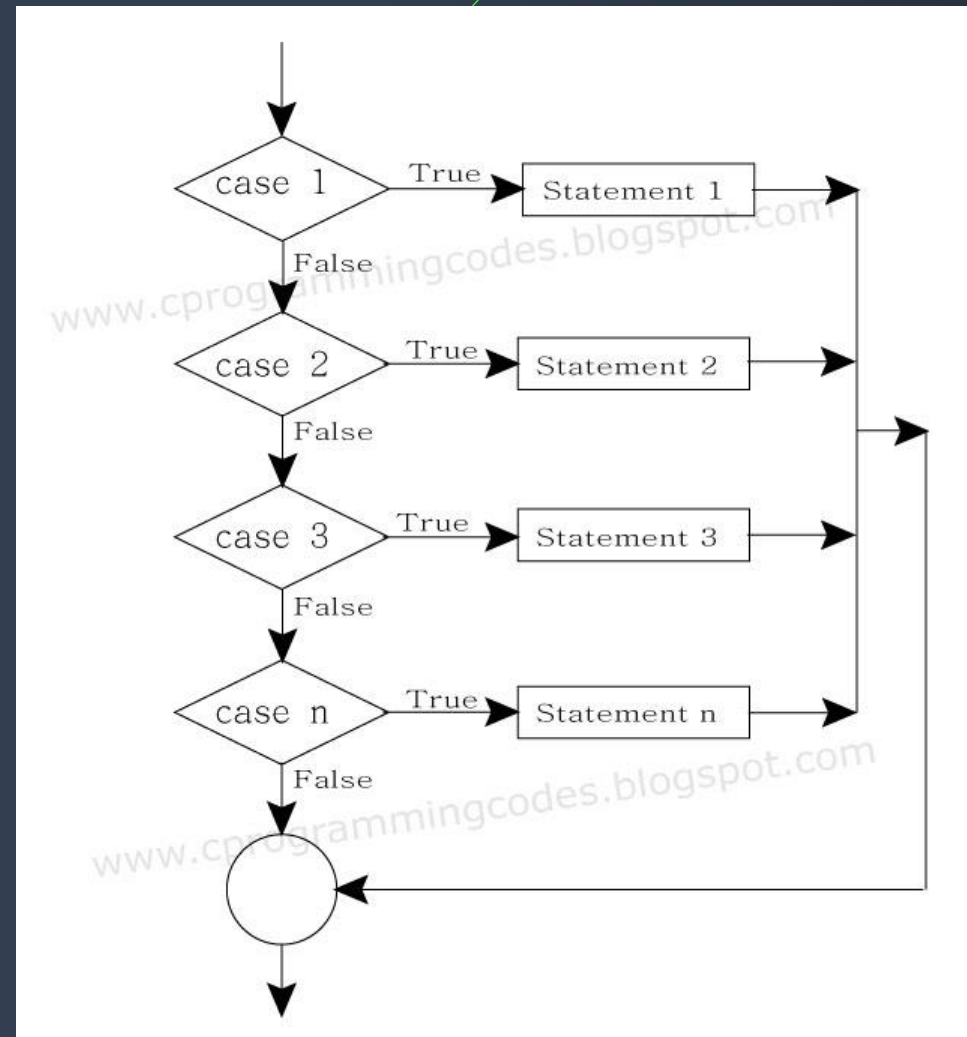 case 1
True
Statement 1
www.cprogrammingcodes.blogspot.com
False
case 2
True
Statement 2
False
case 3
True
Statement 3
False
case n
True
Statement n
False
www.cprogrammingcodes.blogspot.com